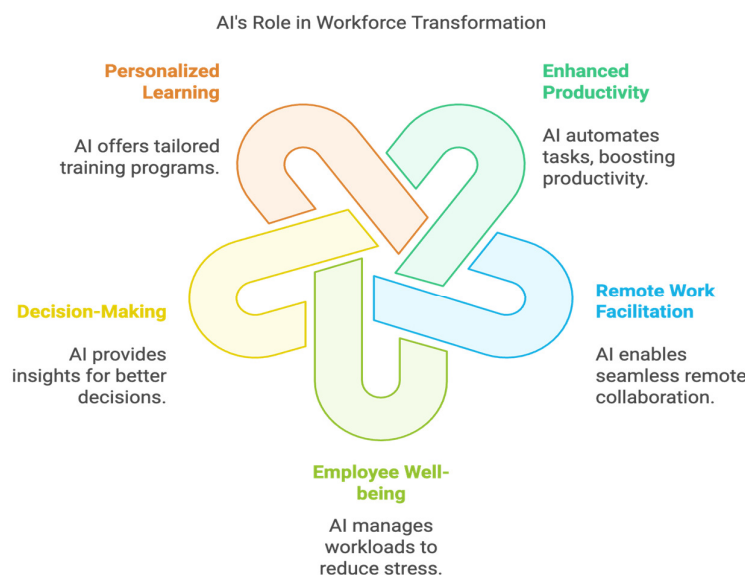 AI's Role in Workforce Transformation
Personalized
Learning
AI offers tailored
training programs.
Enhanced
Productivity
AI automates
tasks, boosting
productivity.
Decision-Making
AI provides
insights for better
decisions.
Remote Work
Facilitation
AI enables
seamless remote
collaboration.
Employee Well-
being
AI manages
workloads to
reduce stress.